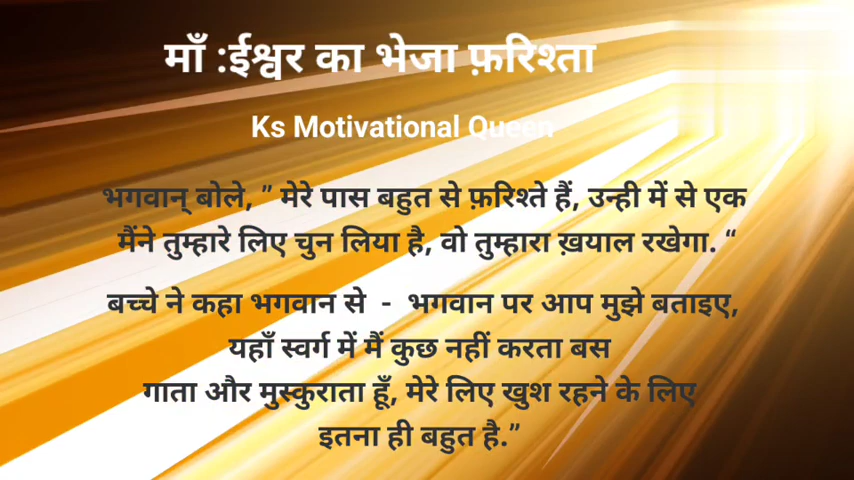 माँ :ईश्वर का भेजा फ़रिश्ता
Ks Motivational Queen
भगवान् बोले, ” मेरे पास बहुत से फ़रिश्ते हैं, उन्ही में से एक
मैंने तुम्हारे लिए चुन लिया है, वो तुम्हारा ख़याल रखेगा. “
बच्चे ने कहा भगवान से - भगवान पर आप मुझे बताइए,
यहाँ स्वर्ग में मैं कुछ नहीं करता बस
गाता और मुस्कुराता हूँ, मेरे लिए खुश रहने के लिए
इतना ही बहुत है.”